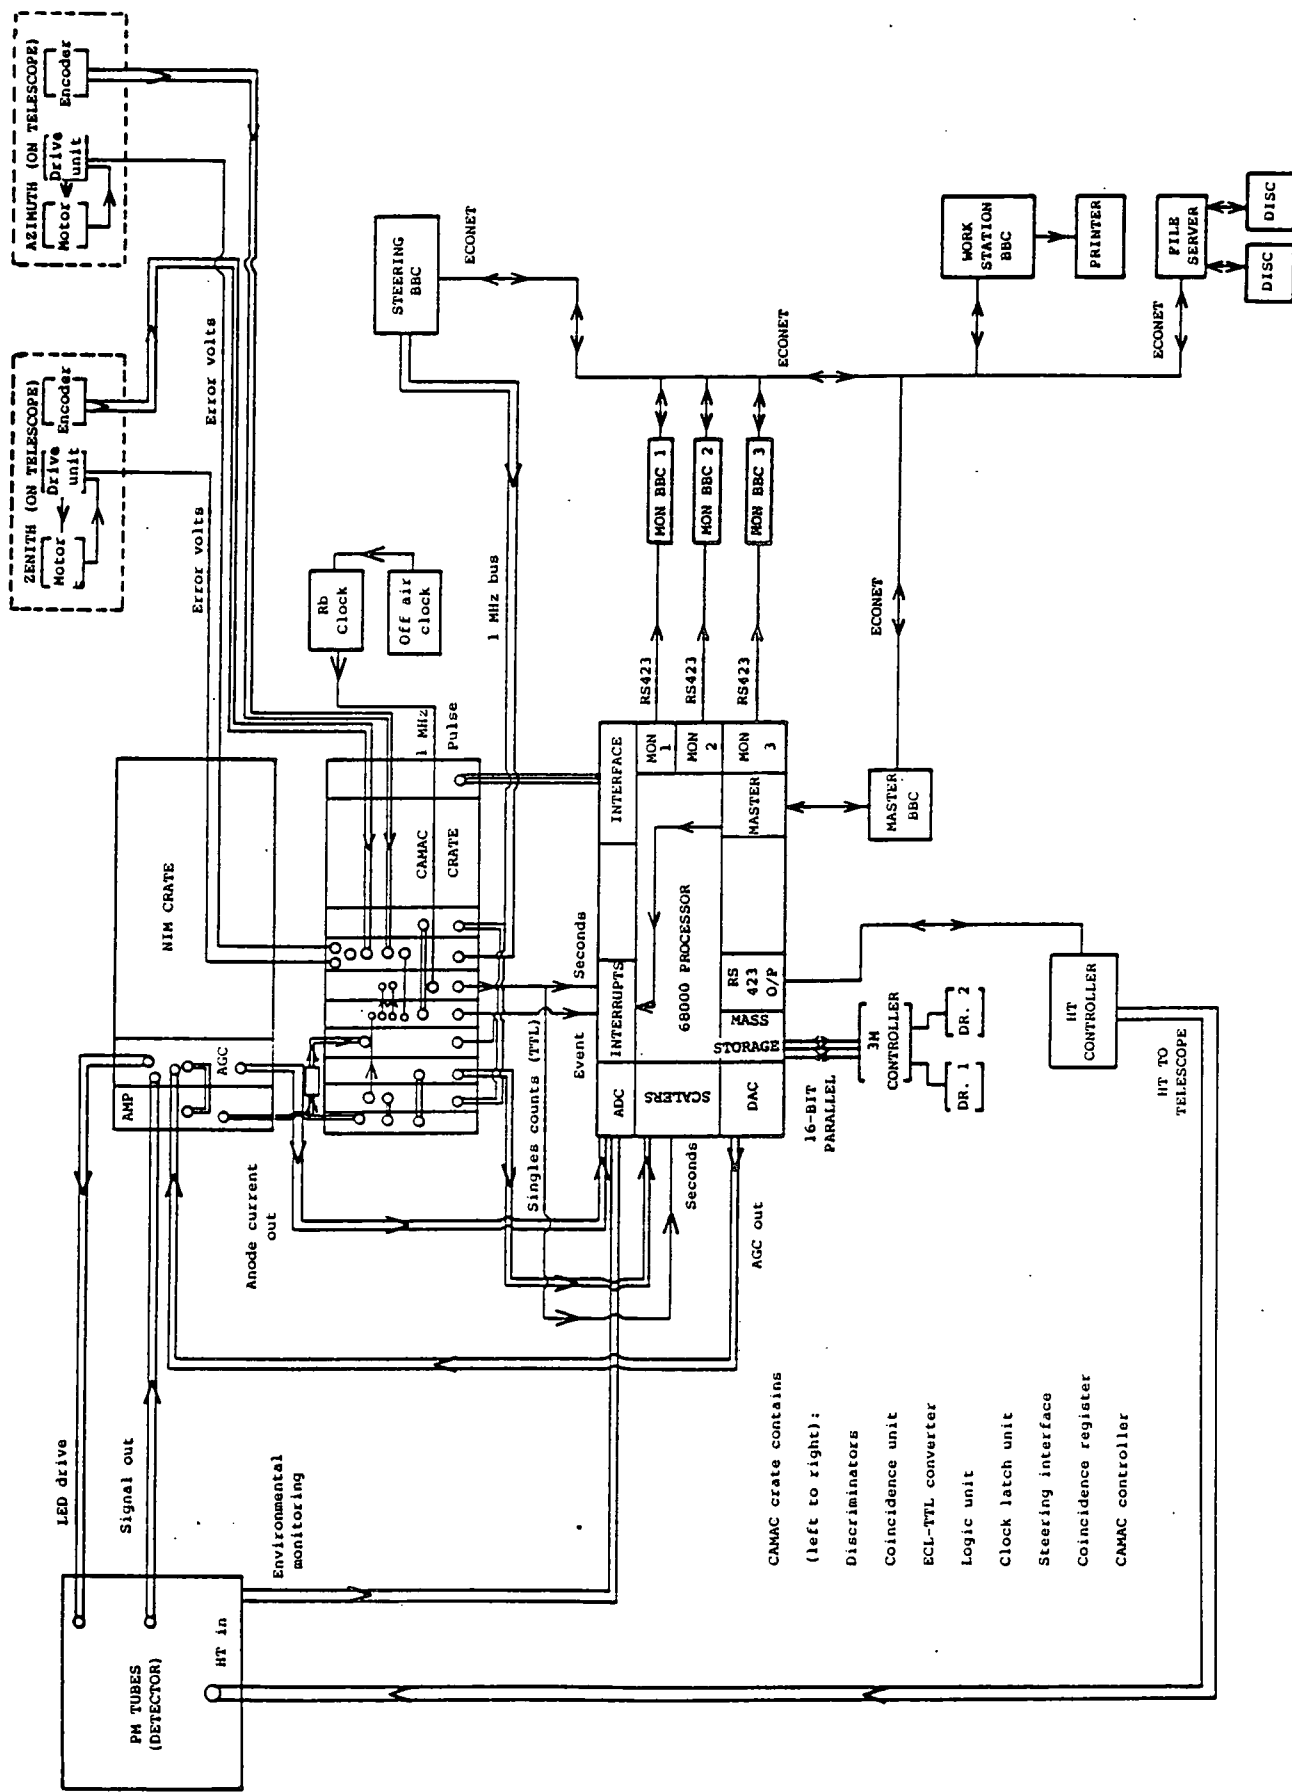 PM TUBES
(DETECTOR)
HT in
LED drive
Signal out
Environmental
monitoring
AMP
AGC
NIM CRATE
Anode current
out
Error volts
Error volts
ZENITH (ON TELESCOPE)
Motor
Drive
unit
Encoder
AZIMUTH (ON TELESCOPE)
Motor
Drive
unit
Encoder
CAMAC
CRATE
1 MHz
Pulse
Rb
Clock
Off air
clock
1 MHz bus
STEERING
BBC
ECONET
Singles counts (TTL)
Event
Seconds
Seconds
AGC out
ADC
SCALERS
DAC
INTERRUPTS
INTERFACE
68000 PROCESSOR
MASS
STORAGE
RS
423
O/P
MASTER
MON
1
MON
2
MON
3
RS423
RS423
RS423
MON BBC 1
MON BBC 2
MON BBC 3
ECONET
ECONET
MASTER
BBC
WORK
STATION
BBC
PRINTER
ECONET
FILE
SERVER
DISC
DISC
16-BIT
PARALLEL
3M
CONTROLLER
DR. 1
DR. 2
HT
CONTROLLER
HT TO
TELESCOPE
CAMAC crate contains
(left to right):
Discriminators
Coincidence unit
ECL-TTL converter
Logic unit
Clock latch unit
Steering interface
Coincidence register
CAMAC controller